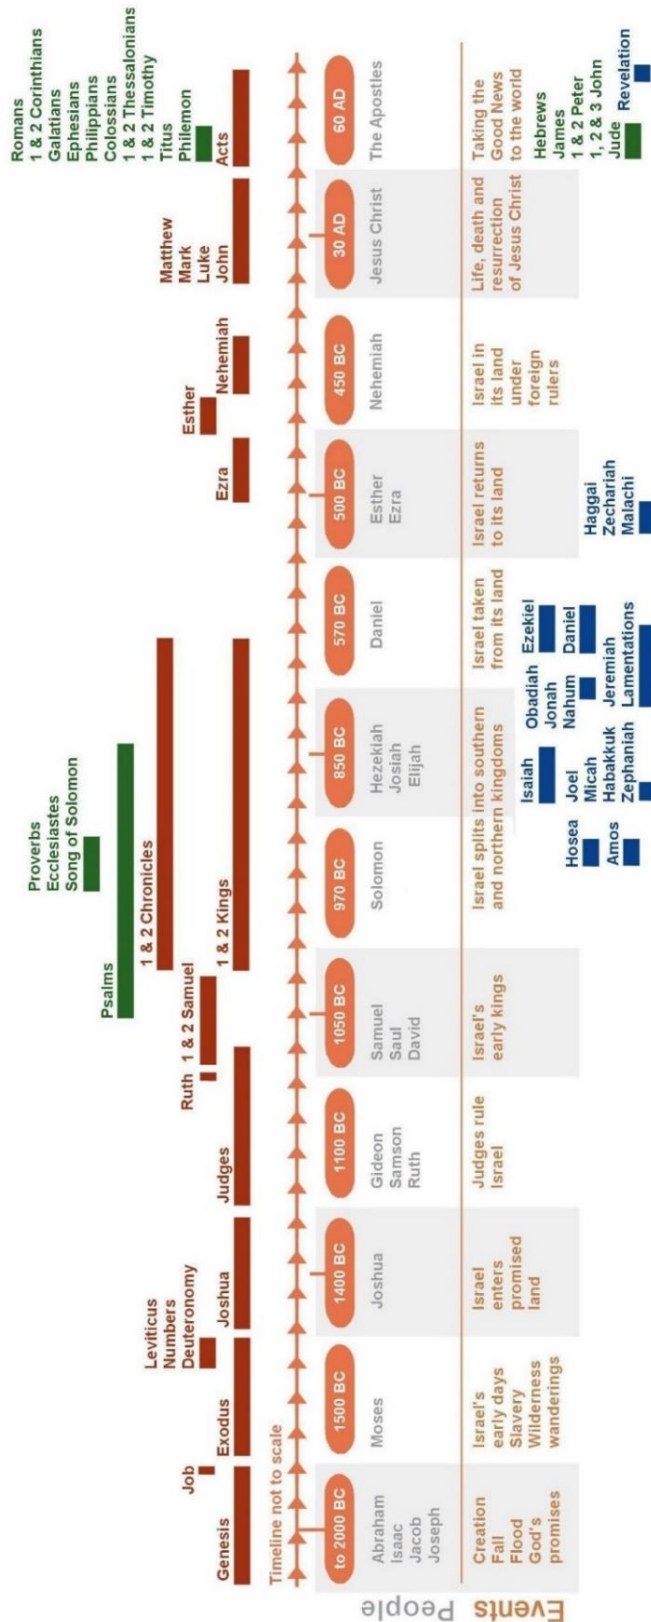 Proverbs
Ecclesiastes
Song of Solomon
Psalms
1 & 2 Chronicles
Romans
1 & 2 Corinthians
Galatians
Ephesians
Philippians
Colossians
1 & 2 Thessalonians
1 & 2 Timothy
Titus
Philemon
Job
Leviticus
Numbers
Deuteronomy
Ruth
1 & 2 Samuel
Esther
Matthew
Mark
Luke
John
Genesis
Exodus
Joshua
Judges
1 & 2 Kings
Ezra
Nehemiah
Acts
Timeline not to scale
to 2000 BC
1500 BC
1400 BC
1100 BC
1050 BC
970 BC
850 BC
570 BC
500 BC
450 BC
30 AD
60 AD
People
Abraham
Isaac
Jacob
Joseph
Moses
Joshua
Gideon
Samson
Ruth
Samuel
Saul
David
Solomon
Hezekiah
Josiah
Elijah
Daniel
Esther
Ezra
Nehemiah
Jesus Christ
The Apostles
Events
Creation
Fall
Flood
God's
promises
Israel's
early days
Slavery
Wilderness
wanderings
Israel
enters
promised
land
Judges rule
Israel
Israel's
early kings
Israel splits into southern
and northern kingdoms
Israel taken
from its land
Israel returns
to its land
Israel in
its land
under
foreign
rulers
Life, death and
resurrection
of Jesus Christ
Taking the
Good News
to the world
Hosea
Amos
Isaiah
Joel
Micah
Habakkuk
Zephaniah
Obadiah
Jonah
Nahum
Jeremiah
Lamentations
Ezekiel
Daniel
Haggai
Zechariah
Malachi
Hebrews
James
1 & 2 Peter
1, 2 & 3 John
Jude
Revelation